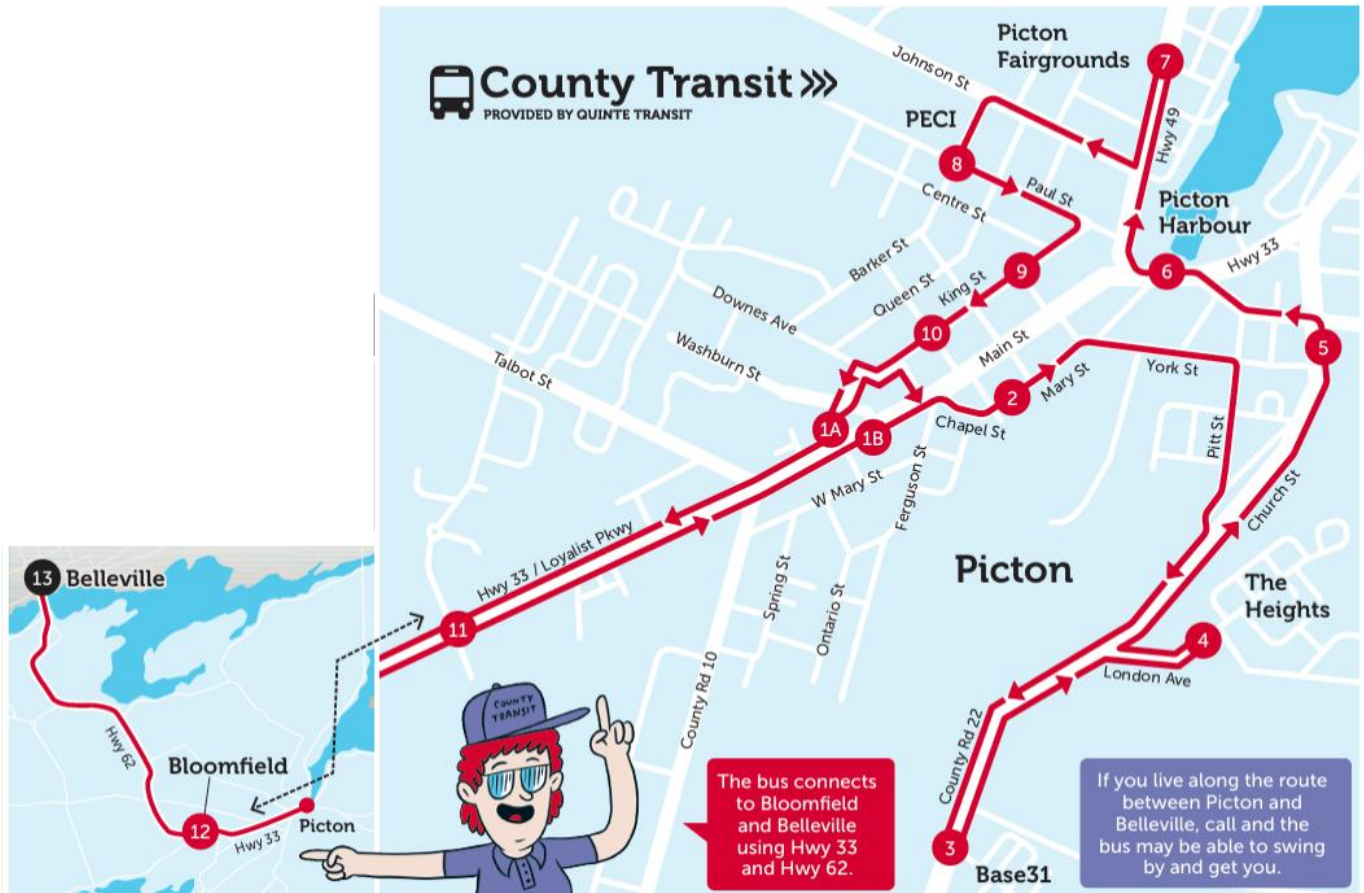 County Transit >>>
PROVIDED BY QUINTE TRANSIT
Johnson St
Picton
Fairgrounds
7
Hwy 49
PECI
8
Paul St
Centre St
Picton
Harbour
6
Hwy 33
Barker St
Queen St
King St
9
Downes Ave
10
Main St
5
Washburn St
Talbot St
1A
1B
Chapel St
2
Mary St
York St
Pitt St
Church St
W Mary St
Ferguson St
Hwy 33 / Loyalist Pkwy
11
Spring St
Ontario St
County Rd 10
Picton
The
Heights
4
London Ave
County Rd 22
3
Base31
13
Belleville
Hwy 62
Bloomfield
12
Hwy 33
Picton
COUNTY
TRANSIT
The bus connects
to Bloomfield
and Belleville
using Hwy 33
and Hwy 62.
If you live along the route
between Picton and
Belleville, call and the
bus may be able to swing
by and get you.